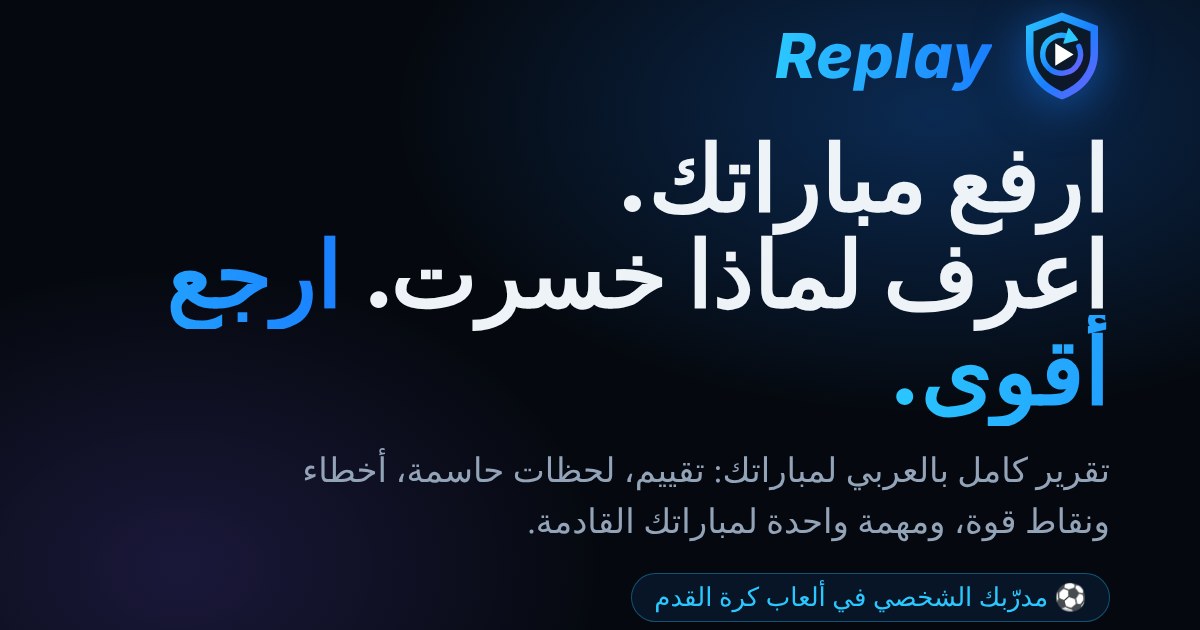 Replay
ارفع مباراتك.
اعرف لماذا خسرت. ارجع
أقوى.
تقرير كامل بالعربي لمباراتك: تقييم، لحظات حاسمة، أخطاء
ونقاط قوة، ومهمة واحدة لمباراتك القادمة.
⚽ مدرّبك الشخصي في ألعاب كرة القدم